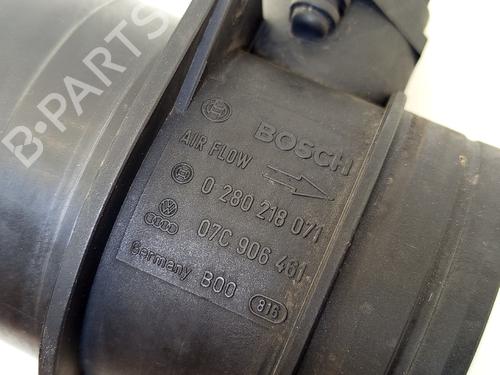 B-PARTS
BOSCH
AIR FLOW
0 280 218 071
07C 906 461
Germany B00 816